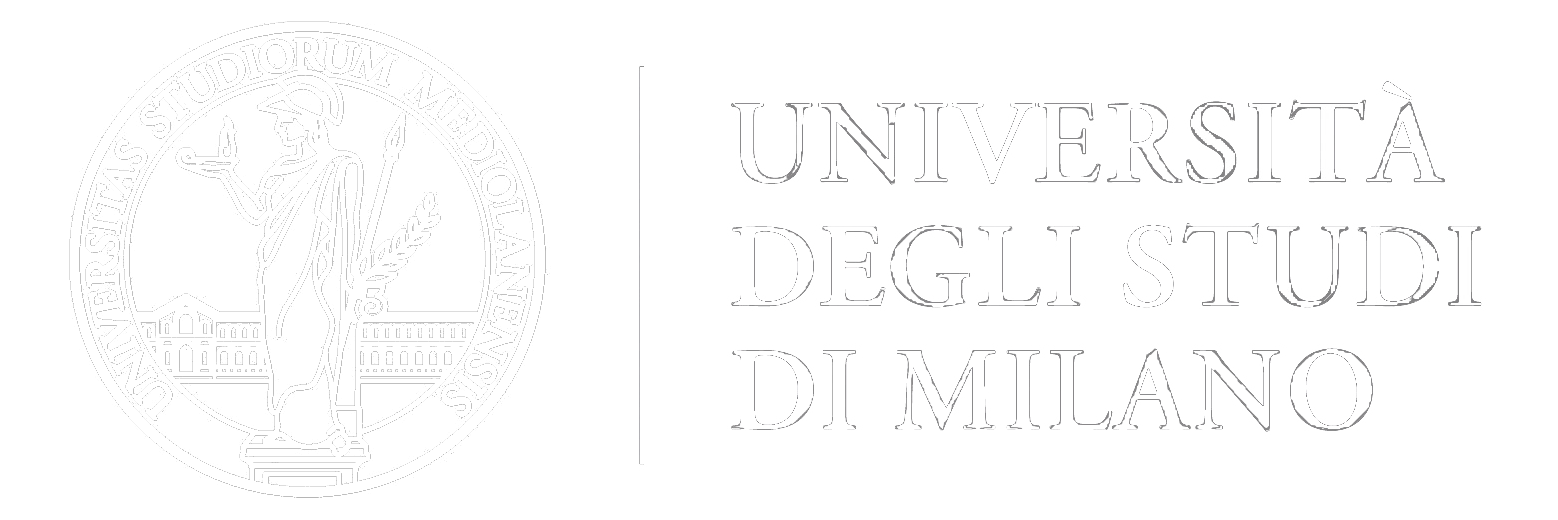 UNIVERSITAS STUDIORUM MEDIOLANENSIS
UNIVERSITÀ
DEGLI STUDI
DI MILANO